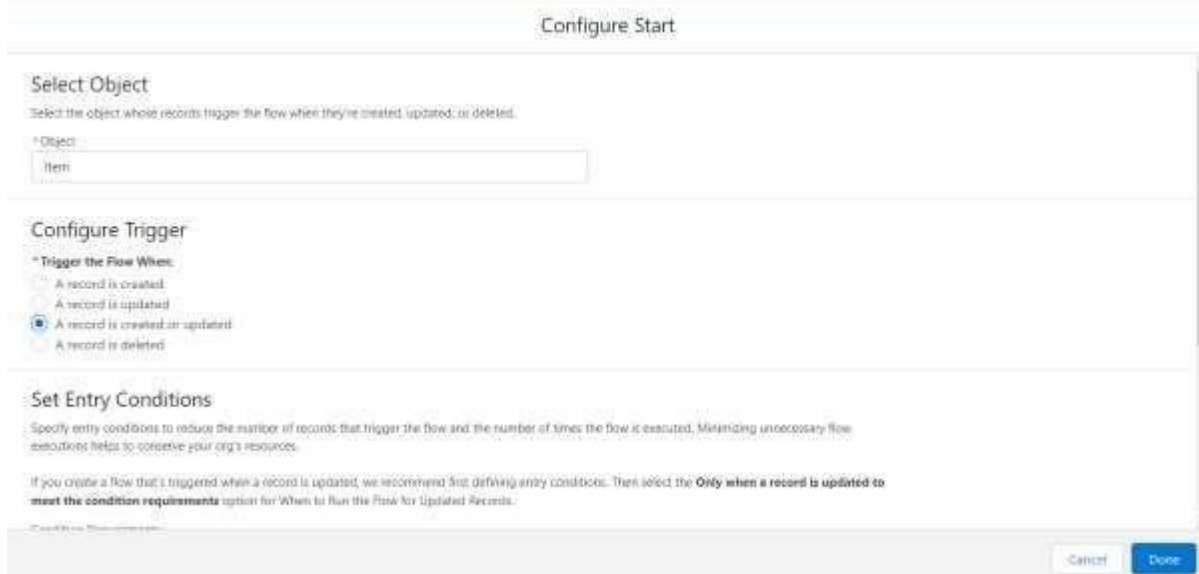 Configure Start
Select Object
Select the object whose records trigger the flow when they're created, updated, or deleted.
* Object
Item
Configure Trigger
* Trigger the Flow When:
A record is created
A record is updated
A record is created or updated
A record is deleted
Set Entry Conditions
Specify entry conditions to reduce the number of records that trigger the flow and the number of times the flow is executed. Minimizing unnecessary flow
executions helps to conserve your org's resources.
If you create a flow that's triggered when a record is updated, we recommend first defining entry conditions. Then select the Only when a record is updated to
meet the condition requirements option for When to Run the Flow for Updated Records.
Cancel
Done